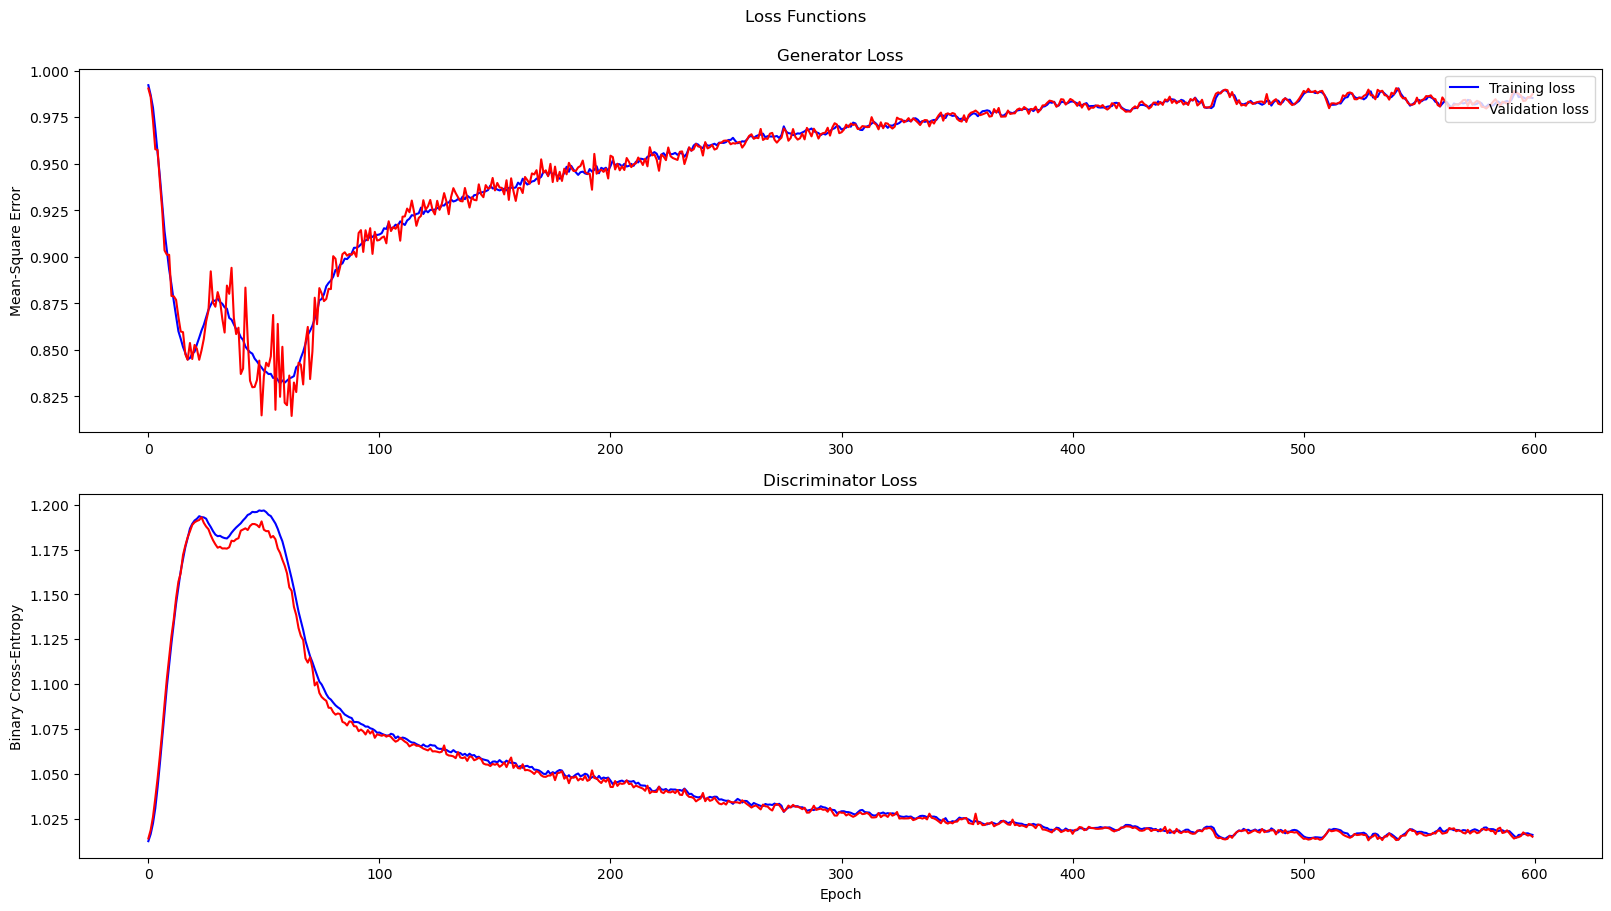 Loss Functions
Generator Loss
Mean-Square Error
1.000
0.975
0.950
0.925
0.900
0.875
0.850
0.825
Training loss
Validation loss
0 100 200 300 400 500 600
Discriminator Loss
Binary Cross-Entropy
1.200
1.175
1.150
1.125
1.100
1.075
1.050
1.025
0 100 200 300 400 500 600
Epoch